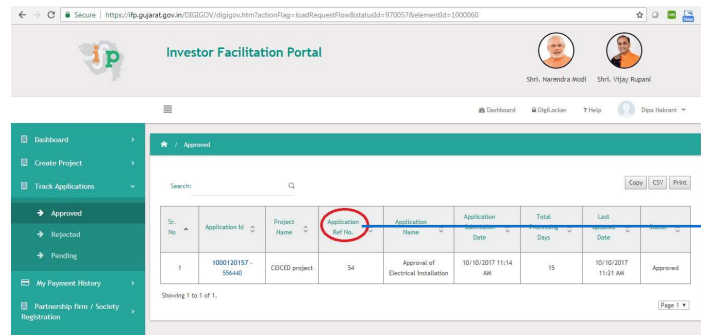 Secure | https://ifp.gujarat.gov.in/DIGIGOV/digigov.htm?actionFlag=loadRequestFlow&statusId=970057&elementId=1000060
ifp
Investor Facilitation Portal
Shri. Narendra Modi Shri. Vijay Rupani
Dashboard DigiLocker ? Help Dipa Nakrani
Dashboard
Create Project
Track Applications
Approved
Rejected
Pending
My Payment History
Partnership firm / Society
Registration
/ Approved
Search:
Copy CSV Print
Sr. No
Application Id
Project Name
Application Ref No.
Application Name
Application Submission Date
Total Processing Days
Last Updated Date
Status
1
1000120157 -
556440
CEICED project
54
Approval of
Electrical Installation
10/10/2017 11:14
AM
15
10/10/2017
11:21 AM
Approved
Showing 1 to 1 of 1.
Page 1